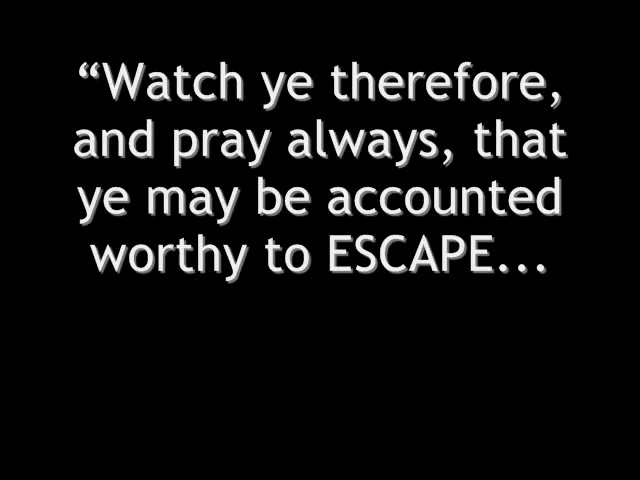 “Watch ye therefore,
and pray always, that
ye may be accounted
worthy to ESCAPE...